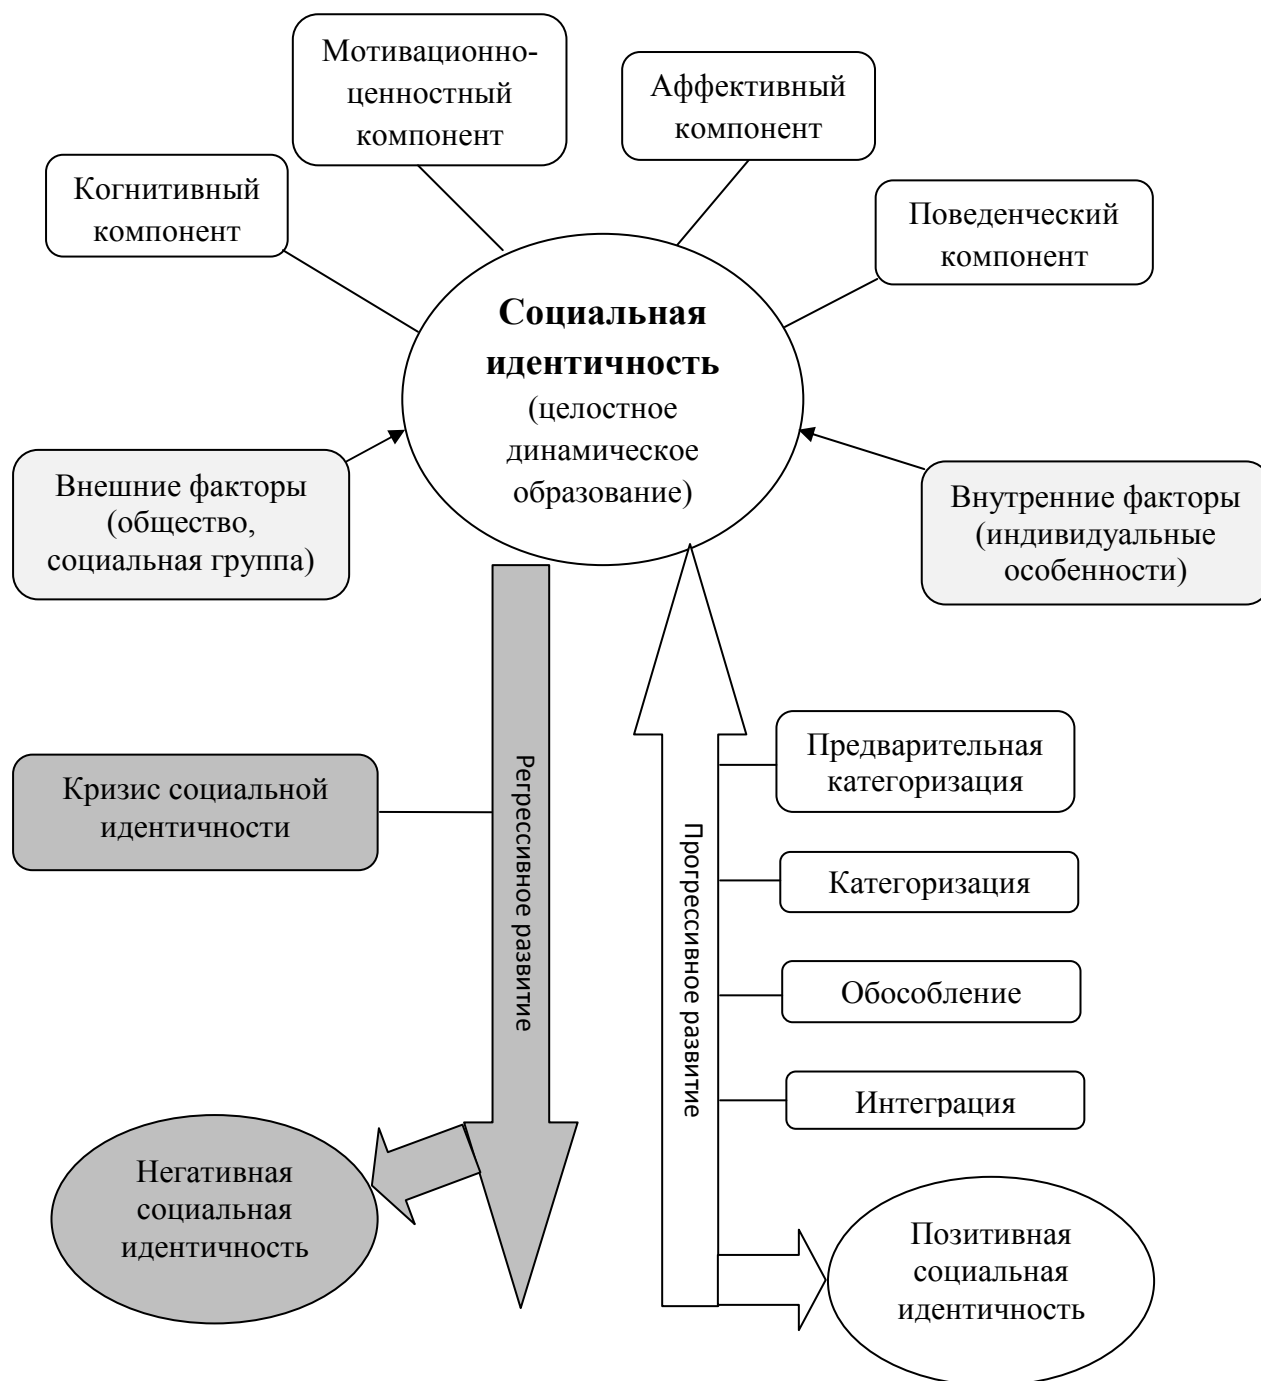 Мотивационно-
ценностный
компонент
Аффективный
компонент
Когнитивный
компонент
Поведенческий
компонент
Социальная
идентичность
(целостное
динамическое
образование)
Внешние факторы
(общество,
социальная группа)
Внутренние факторы
(индивидуальные
особенности)
Кризис социальной
идентичности
Регрессивное развитие
Прогрессивное развитие
Предварительная
категоризация
Категоризация
Обособление
Интеграция
Негативная
социальная
идентичность
Позитивная
социальная
идентичность